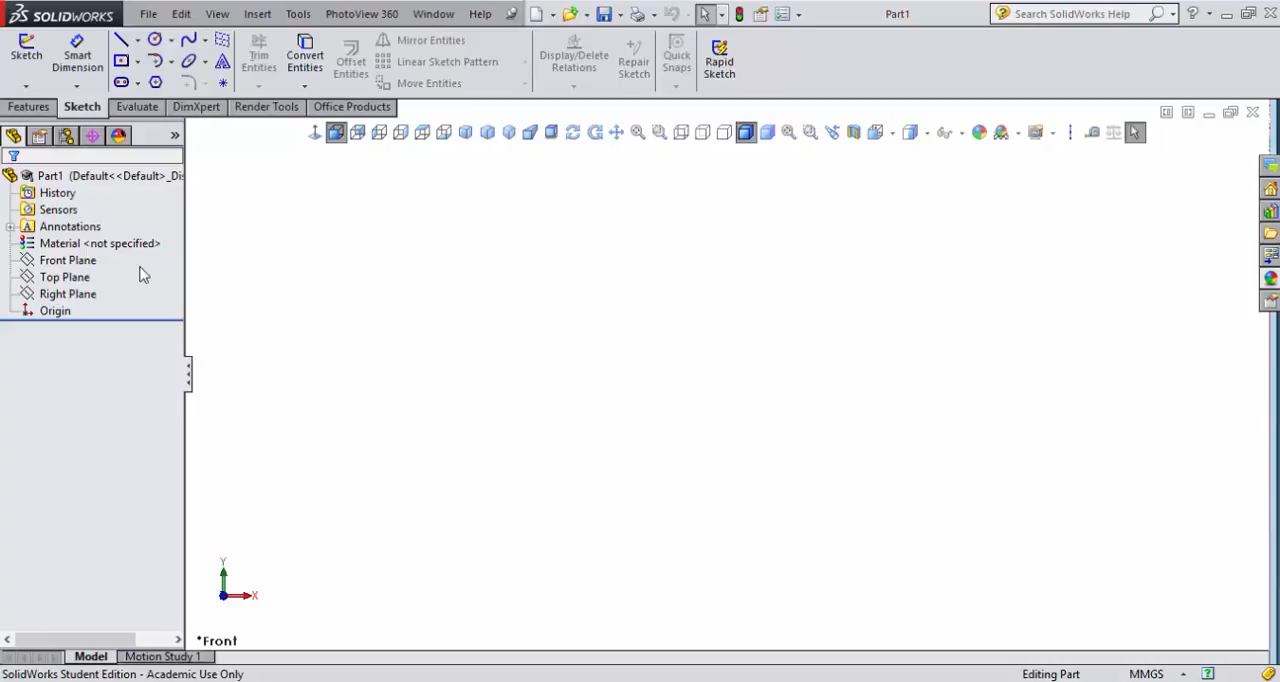 SOLIDWORKS File Edit View Insert Tools PhotoView 360 Window Help Part1 Search SolidWorks Help
Sketch Smart Dimension Trim Entities Convert Entities Offset Entities Mirror Entities Linear Sketch Pattern Move Entities Display/Delete Relations Repair Sketch Quick Snaps Rapid Sketch
Features Sketch Evaluate DimXpert Render Tools Office Products
Part1 (Default<<Default>_Dis
History
Sensors
A Annotations
Material <not specified>
Front Plane
Top Plane
Right Plane
Origin
Y
X
*Front
Model Motion Study 1
SolidWorks Student Edition - Academic Use Only Editing Part MMGS